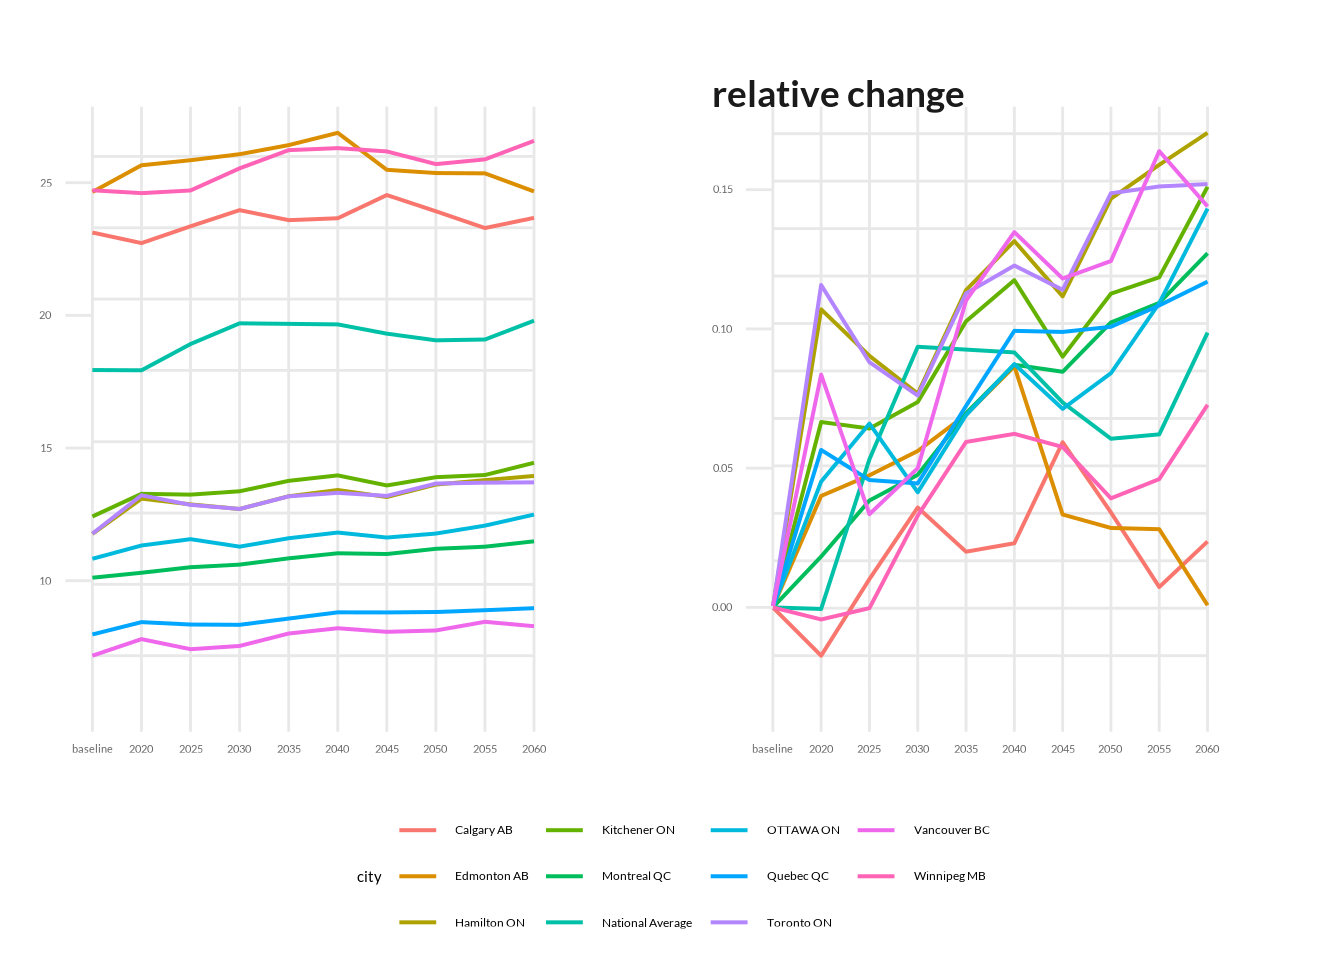 relative change
25
20
15
10
baseline 2020 2025 2030 2035 2040 2045 2050 2055 2060
0.15
0.10
0.05
0.00
baseline 2020 2025 2030 2035 2040 2045 2050 2055 2060
city
Calgary AB Kitchener ON OTTAWA ON Vancouver BC
Edmonton AB Montreal QC Quebec QC Winnipeg MB
Hamilton ON National Average Toronto ON